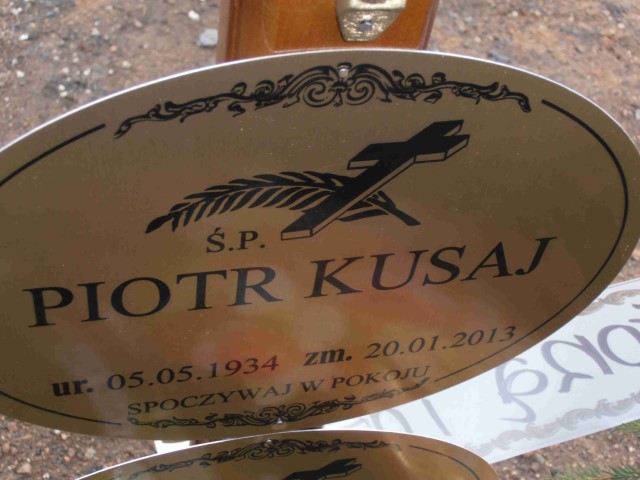 Ś.P.
PIOTR KUSAJ
ur. 05.05.1934 zm. 20.01.2013
SPOCZYWAJ W POKOJU